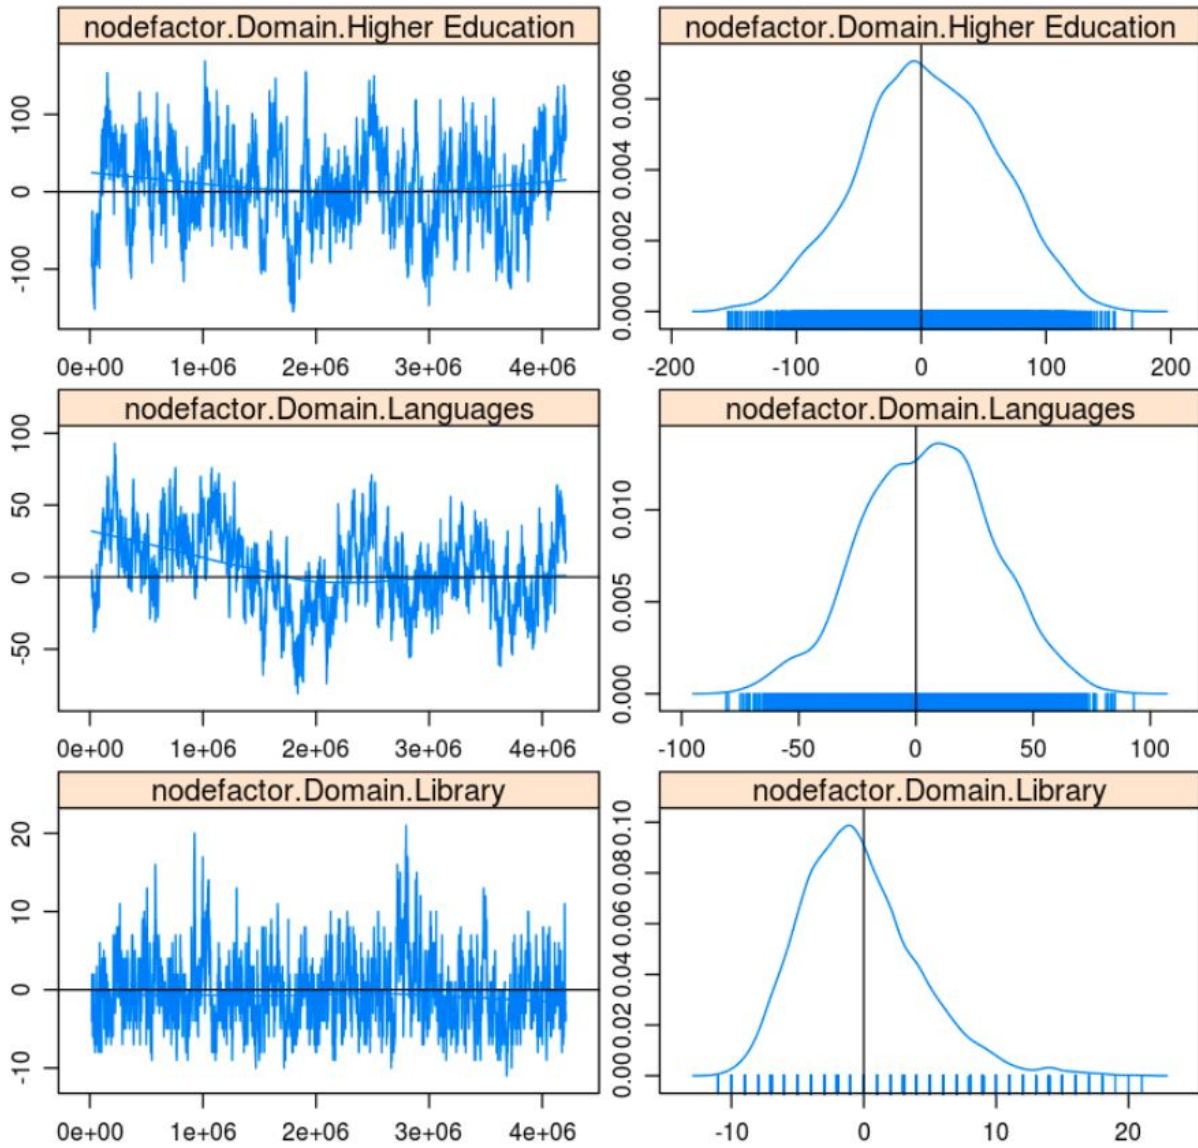 nodefactor.Domain.Higher Education nodefactor.Domain.Higher Education
100
0
-100
0e+00 1e+06 2e+06 3e+06 4e+06
0.006
0.004
0.002
0.000
-200 -100 0 100 200
nodefactor.Domain.Languages nodefactor.Domain.Languages
100
50
0
-50
0e+00 1e+06 2e+06 3e+06 4e+06
0.010
0.005
0.000
-100 -50 0 50 100
nodefactor.Domain.Library nodefactor.Domain.Library
20
10
0
-10
0e+00 1e+06 2e+06 3e+06 4e+06
0.10
0.08
0.06
0.04
0.02
0.00
-10 0 10 20